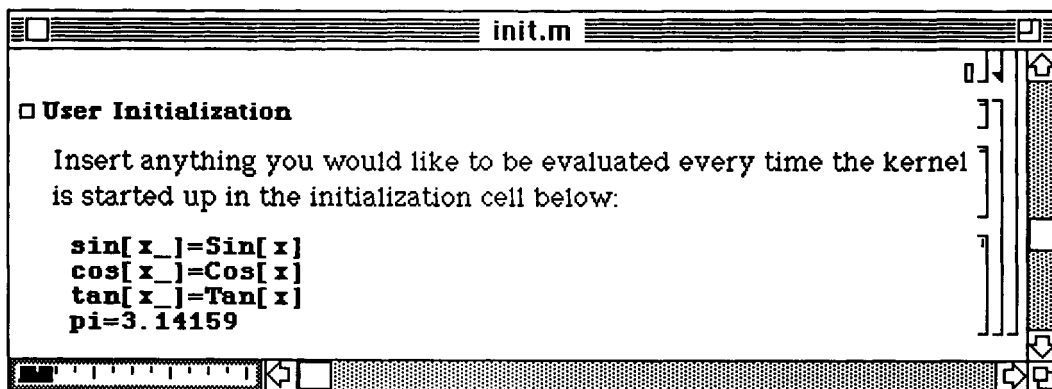 init.m
User Initialization
Insert anything you would like to be evaluated every time the kernel
is started up in the initialization cell below:
sin[x_]=Sin[x]
cos[x_]=Cos[x]
tan[x_]=Tan[x]
pi=3.14159